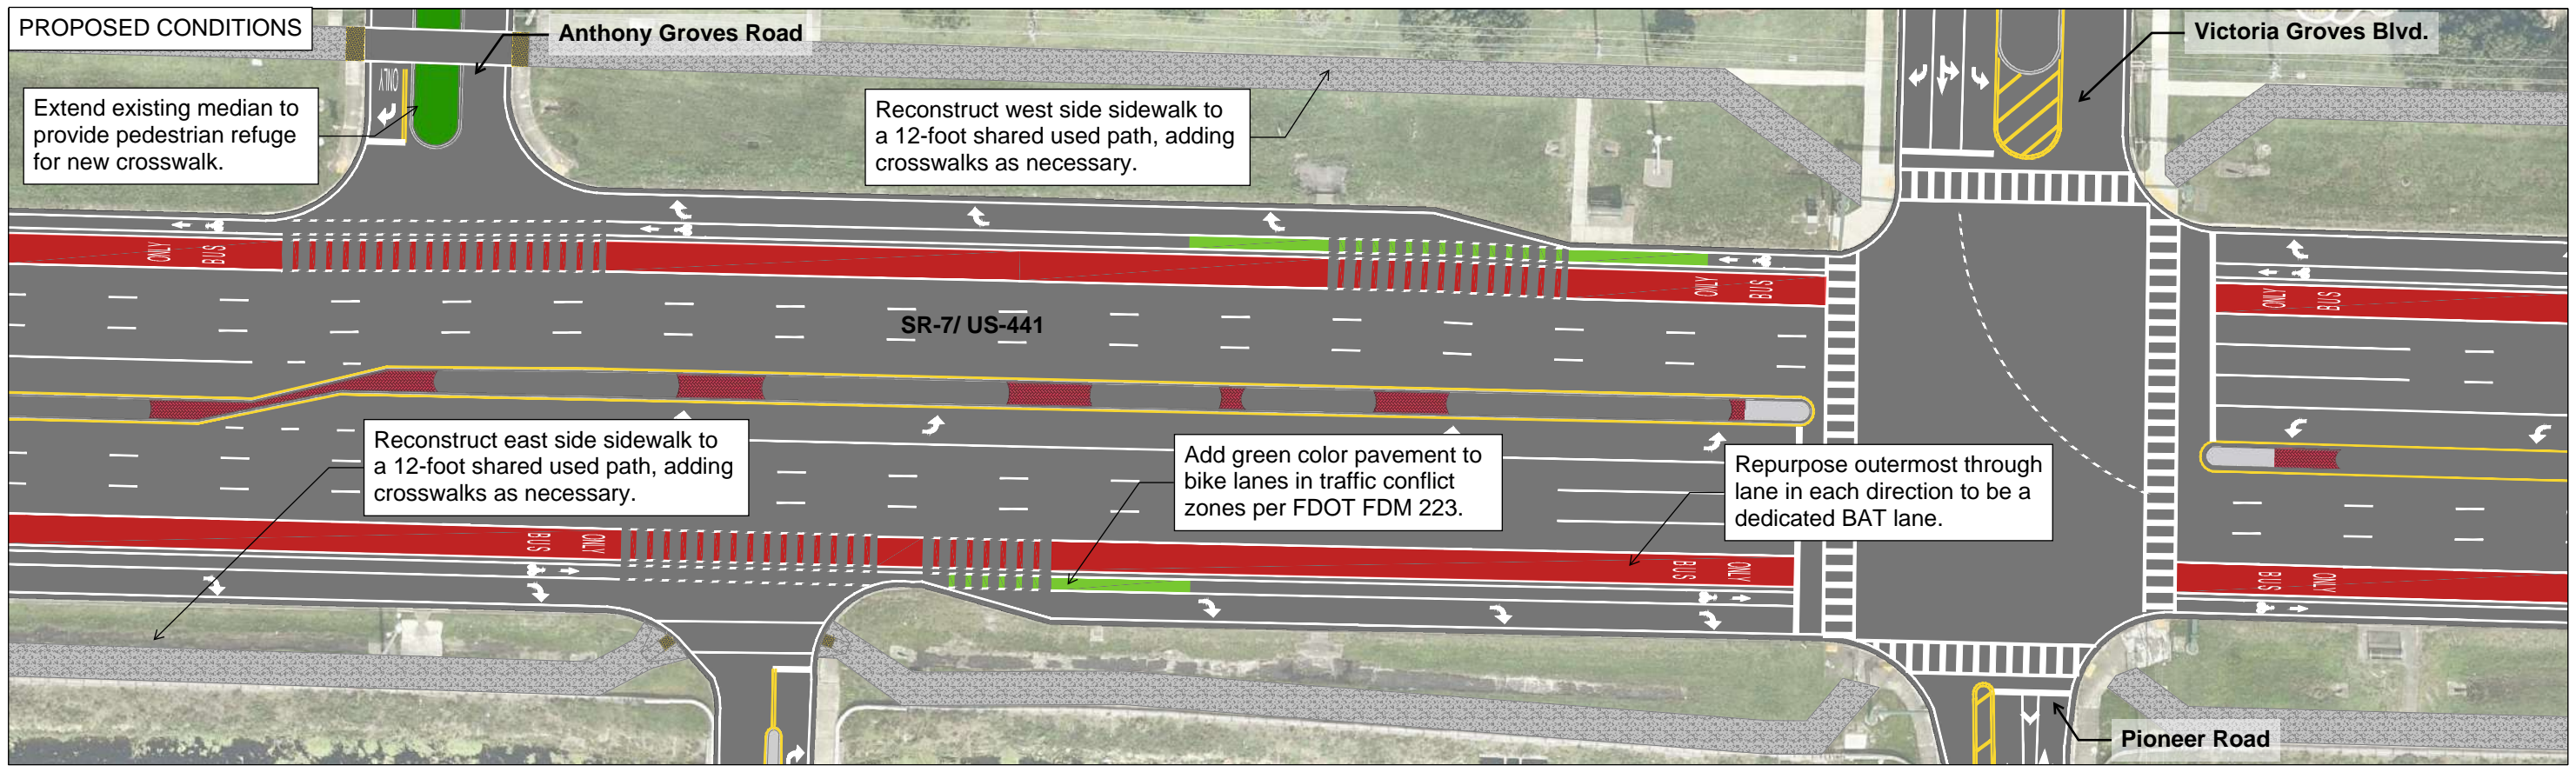 PROPOSED CONDITIONS
Anthony Groves Road
Victoria Groves Blvd.
ONLY
Extend existing median to
provide pedestrian refuge
for new crosswalk.
Reconstruct west side sidewalk to
a 12-foot shared used path, adding
crosswalks as necessary.
ONLY
BUS
ONLY
BUS
ONLY
BUS
SR-7/ US-441
Reconstruct east side sidewalk to
a 12-foot shared used path, adding
crosswalks as necessary.
Add green color pavement to
bike lanes in traffic conflict
zones per FDOT FDM 223.
Repurpose outermost through
lane in each direction to be a
dedicated BAT lane.
BUS
ONLY
BUS
ONLY
BUS
ONLY
Pioneer Road